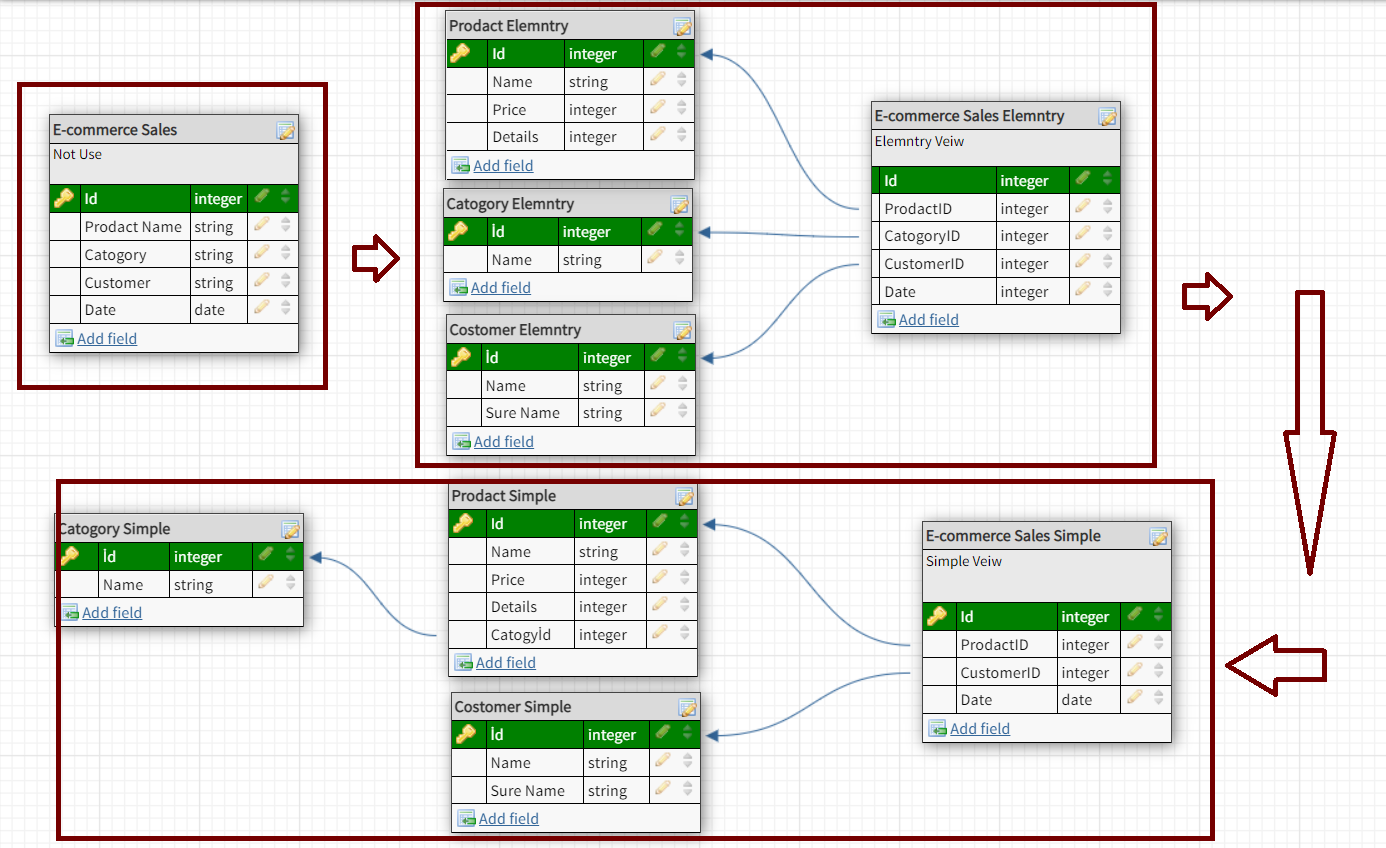 E-commerce Sales
Not Use
Id integer
Prodact Name string
Catogory string
Customer string
Date date
Add field
Prodact Elemntry
Id integer
Name string
Price integer
Details integer
Add field
Catogory Elemntry
İd integer
Name string
Add field
Costomer Elemntry
İd integer
Name string
Sure Name string
Add field
E-commerce Sales Elemntry
Elemntry Veiw
Id integer
ProdactID integer
CatogoryID integer
CustomerID integer
Date integer
Add field
Catogory Simple
İd integer
Name string
Add field
Prodact Simple
Id integer
Name string
Price integer
Details integer
Catogyİd integer
Add field
Costomer Simple
İd integer
Name string
Sure Name string
Add field
E-commerce Sales Simple
Simple Veiw
Id integer
ProdactID integer
CustomerID integer
Date date
Add field